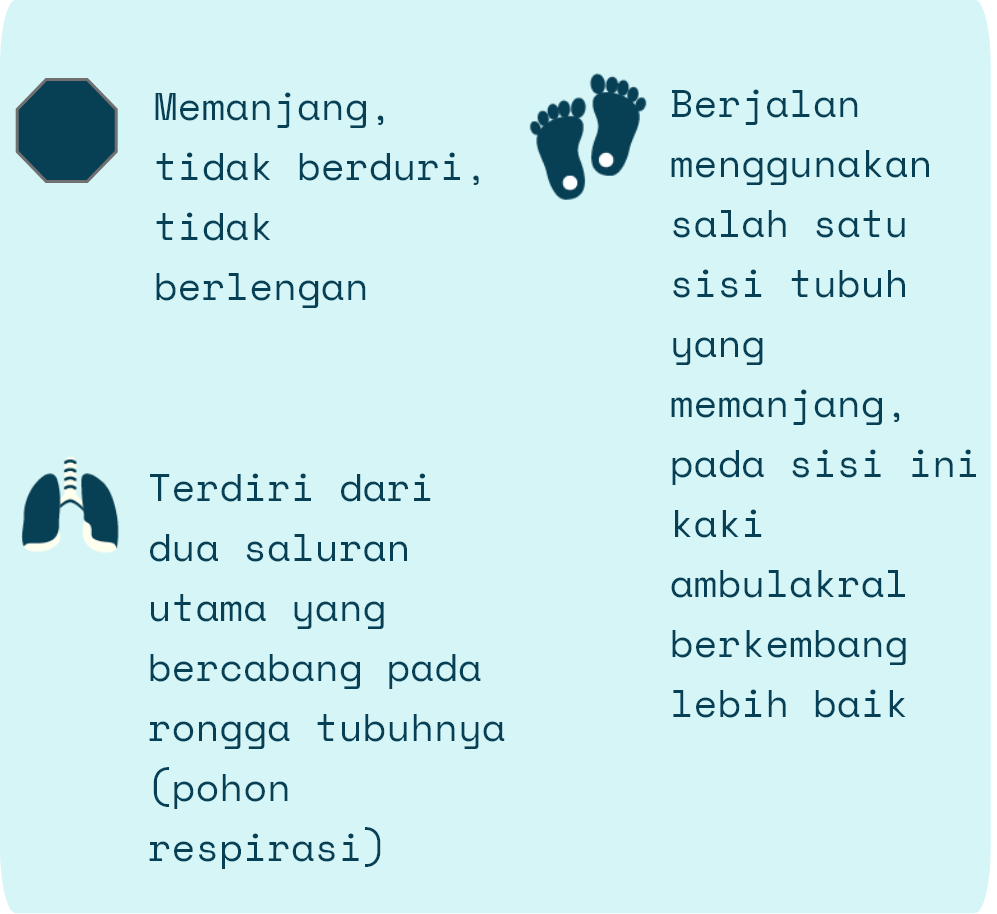 Memanjang,
tidak berduri,
tidak
berlengan
Terdiri dari
dua saluran
utama yang
bercabang pada
rongga tubuhnya
(pohon
respirasi)
Berjalan
menggunakan
salah satu
sisi tubuh
yang
memanjang,
pada sisi ini
kaki
ambulakral
berkembang
lebih baik